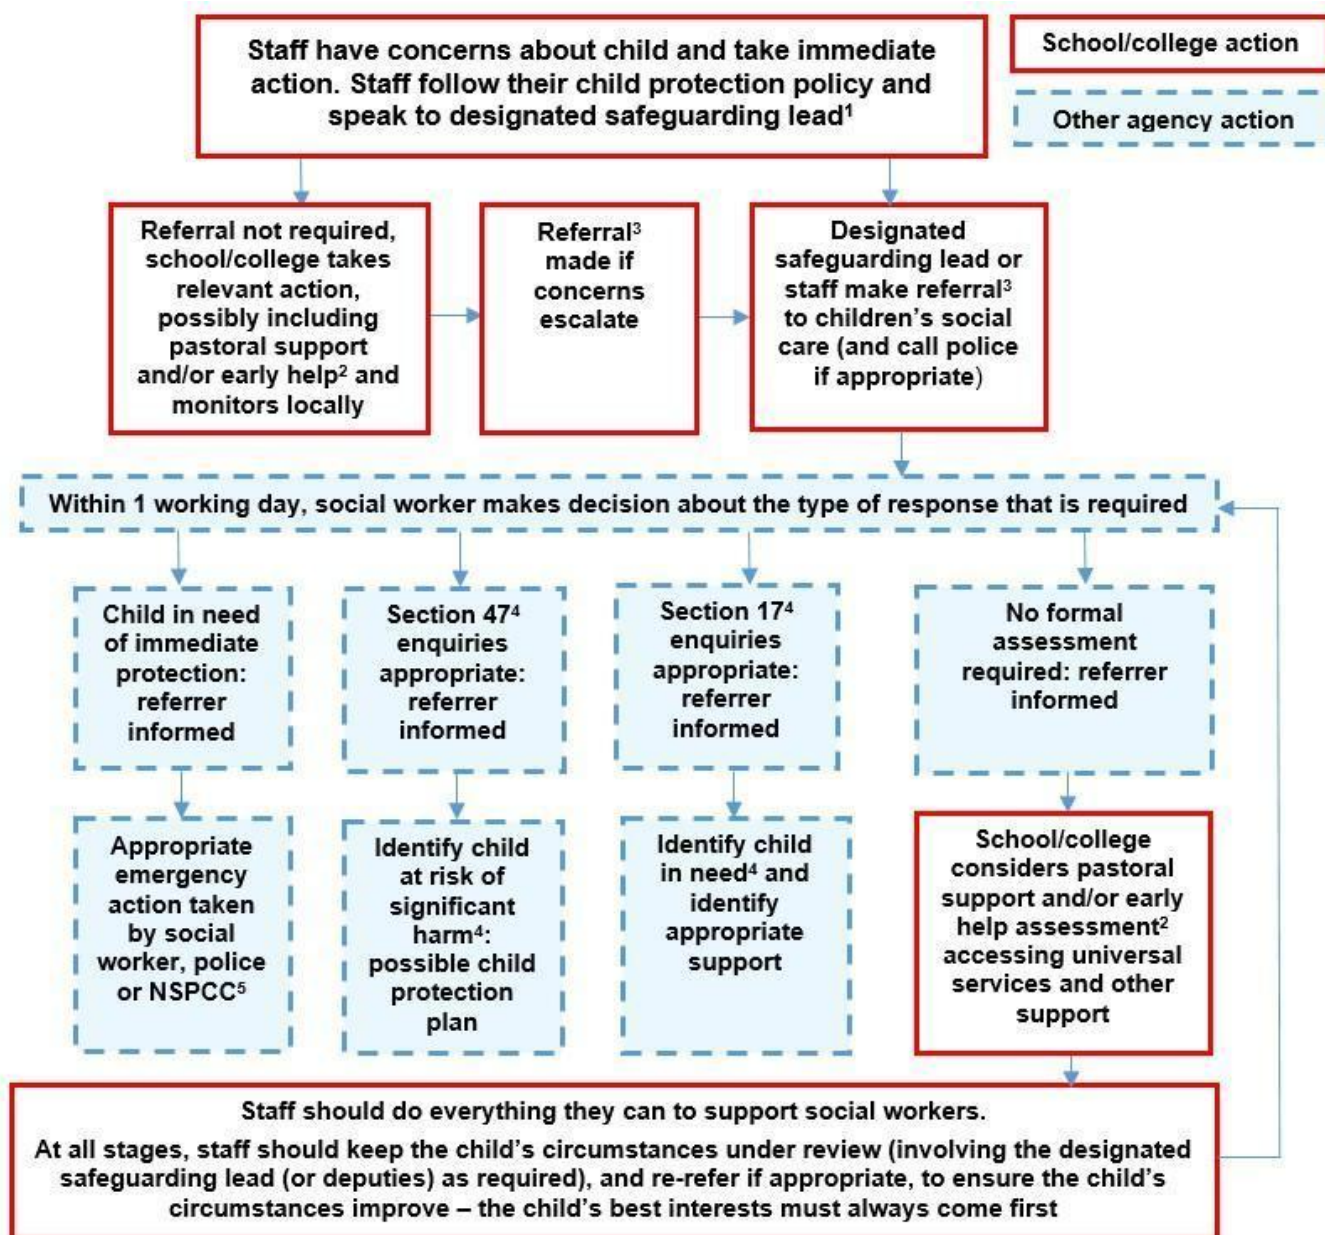 Staff have concerns about child and take immediate
action. Staff follow their child protection policy and
speak to designated safeguarding lead¹
School/college action
Other agency action
Referral not required,
school/college takes
relevant action,
possibly including
pastoral support
and/or early help² and
monitors locally
Referral³
made if
concerns
escalate
Designated
safeguarding lead or
staff make referral³
to children’s social
care (and call police
if appropriate)
Within 1 working day, social worker makes decision about the type of response that is required
Child in need
of immediate
protection:
referrer
informed
Section 47⁴
enquiries
appropriate:
referrer
informed
Section 17⁴
enquiries
appropriate:
referrer
informed
No formal
assessment
required: referrer
informed
Appropriate
emergency
action taken
by social
worker, police
or NSPCC⁵
Identify child
at risk of
significant
harm⁴:
possible child
protection
plan
Identify child
in need⁴ and
identify
appropriate
support
School/college
considers pastoral
support and/or early
help assessment²
accessing universal
services and other
support
Staff should do everything they can to support social workers.
At all stages, staff should keep the child’s circumstances under review (involving the designated
safeguarding lead (or deputies) as required), and re-refer if appropriate, to ensure the child’s
circumstances improve – the child’s best interests must always come first